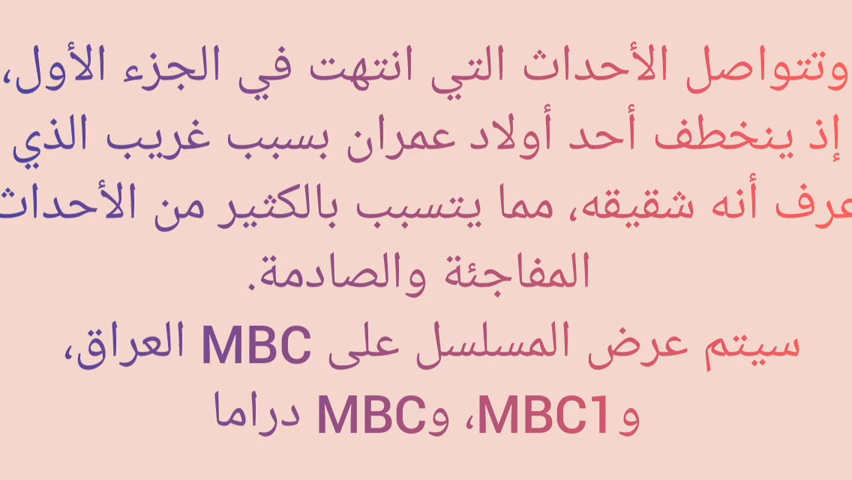 وتتواصل الأحداث التي انتهت في الجزء الأول،
إذ ينخطف أحد أولاد عمران بسبب غريب الذي
عرف أنه شقيقه، مما يتسبب بالكثير من الأحداث
المفاجئة والصادمة.
سيتم عرض المسلسل على MBC العراق،
وMBC1، وMBC دراما